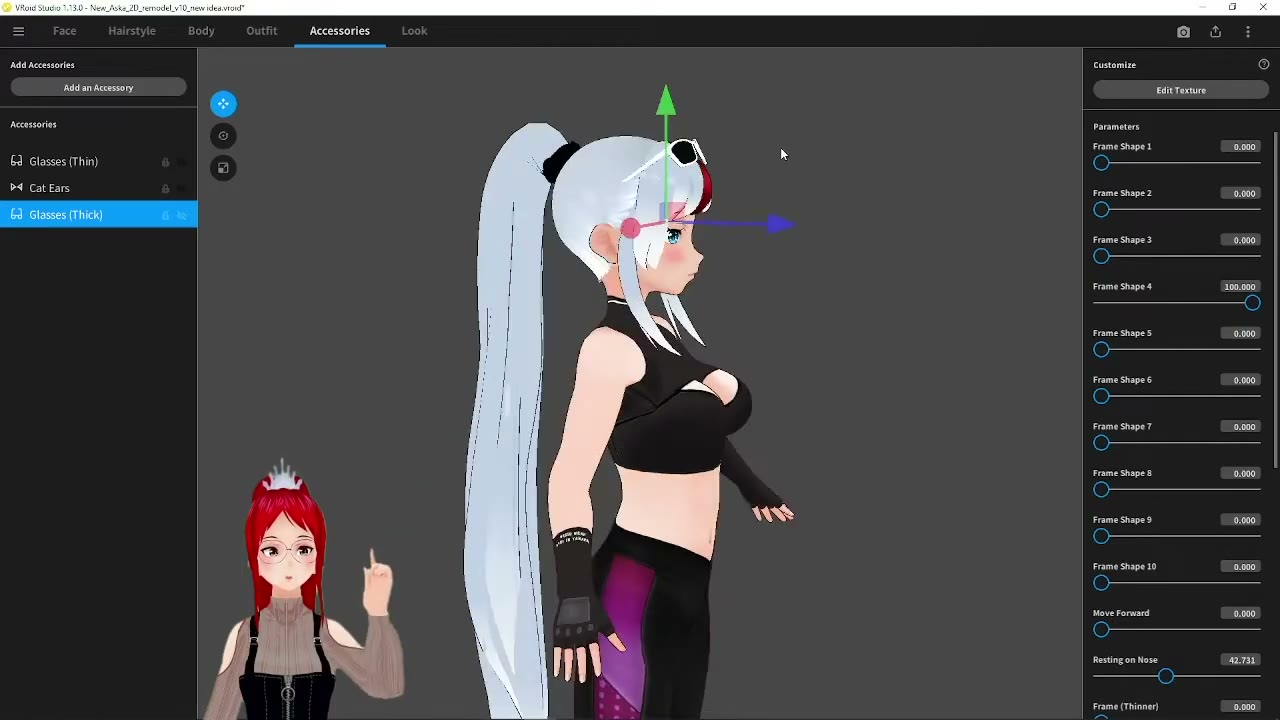 VRoid Studio 1.13.0 - New_Aska_2D_remodel_v10_new idea.vroid*
Face
Hairstyle
Body
Outfit
Accessories
Look
Add Accessories
Add an Accessory
Accessories
Glasses (Thin)
Cat Ears
Glasses (Thick)
Customize
Edit Texture
Parameters
Frame Shape 1 0.000
Frame Shape 2 0.000
Frame Shape 3 0.000
Frame Shape 4 100.000
Frame Shape 5 0.000
Frame Shape 6 0.000
Frame Shape 7 0.000
Frame Shape 8 0.000
Frame Shape 9 0.000
Frame Shape 10 0.000
Move Forward 0.000
Resting on Nose 42.731
Frame (Thinner) 0.000